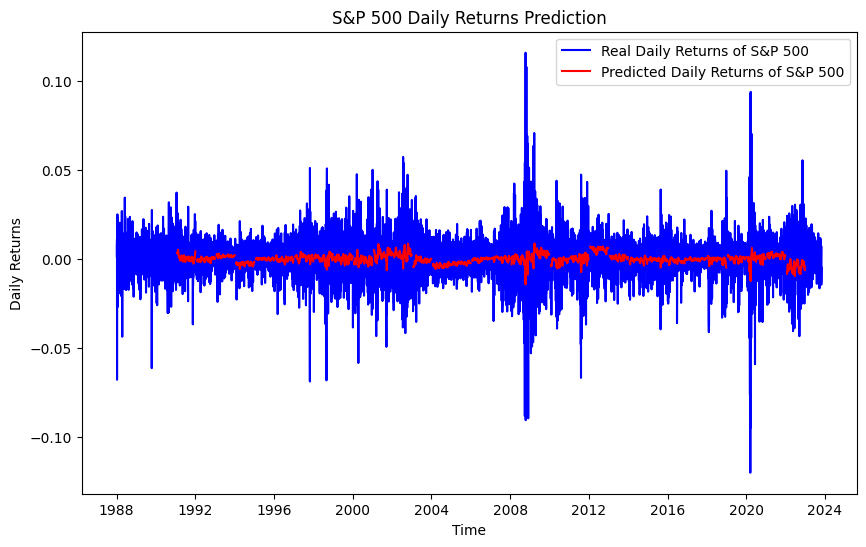 S&P 500 Daily Returns Prediction
Real Daily Returns of S&P 500
Predicted Daily Returns of S&P 500
0.10
0.05
0.00
−0.05
−0.10
Daily Returns
1988 1992 1996 2000 2004 2008 2012 2016 2020 2024
Time